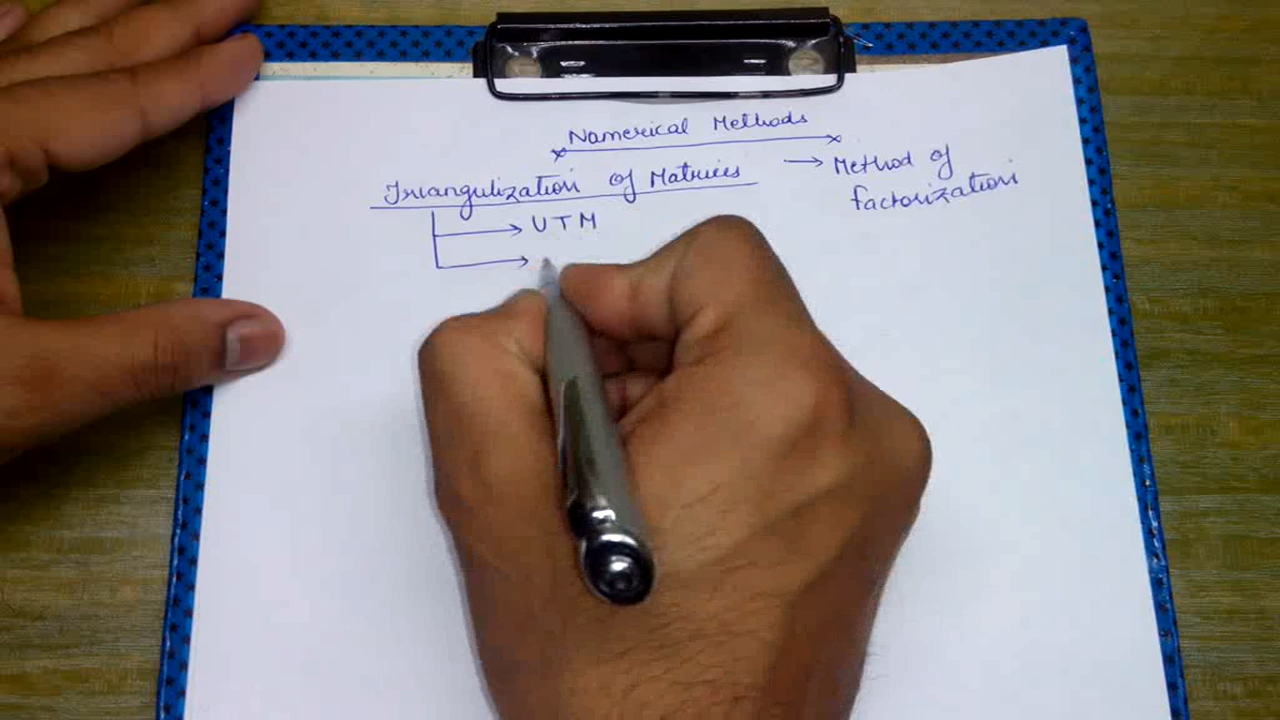 Numerical Methods
Triangulization of Matrices → Method of
factorization
→ UTM
→